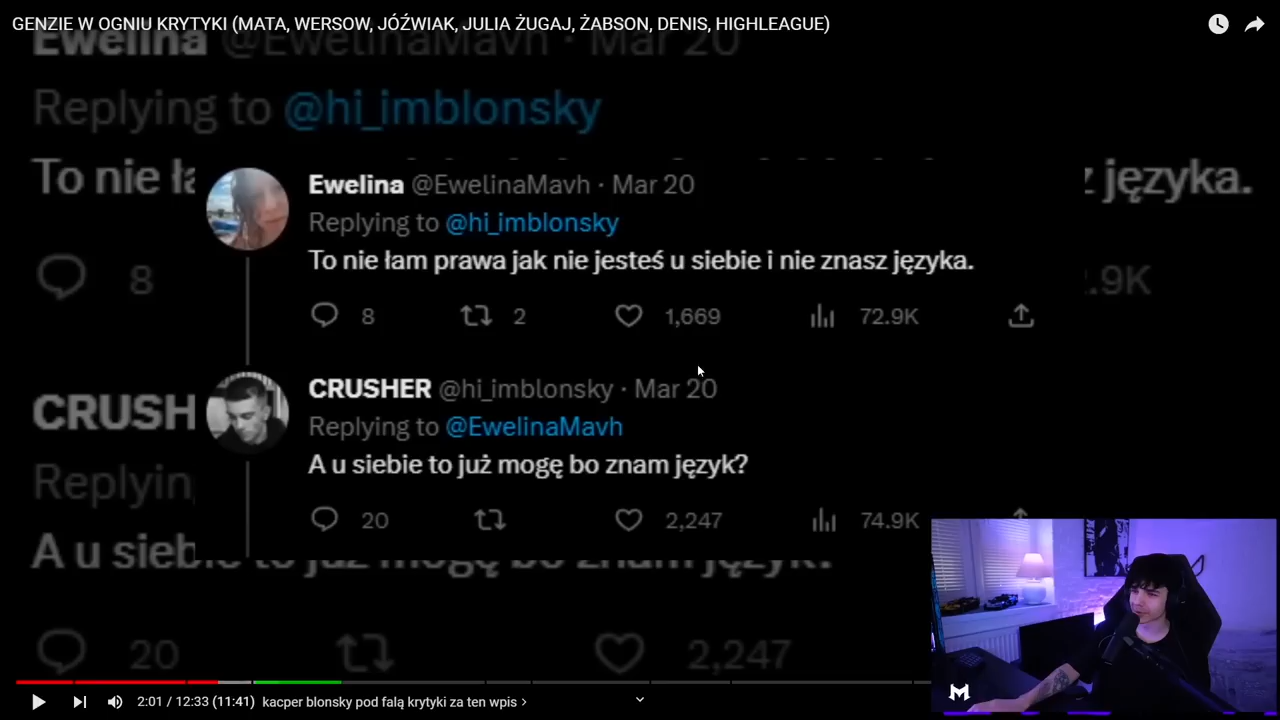 GENZIE W OGNIU KRYTYKI (MATA, WERSOW, JÓŹWIAK, JULIA ŻUGAJ, ŻABSON, DENIS, HIGHLEAGUE)
Ewelina @EwelinaMavh · Mar 20
Replying to @hi_imblonsky
To nie ła
z języka.
8
.9K
Ewelina @EwelinaMavh · Mar 20
Replying to @hi_imblonsky
To nie łam prawa jak nie jesteś u siebie i nie znasz języka.
8 2 1,669 72.9K
CRUSH
Replyin
A u siebie to już mogę bo znam język?
20 2,247
CRUSHER @hi_imblonsky · Mar 20
Replying to @EwelinaMavh
A u siebie to już mogę bo znam język?
20 2,247 74.9K
M
2:01 / 12:33 (11:41) kacper blonsky pod falą krytyki za ten wpis ›